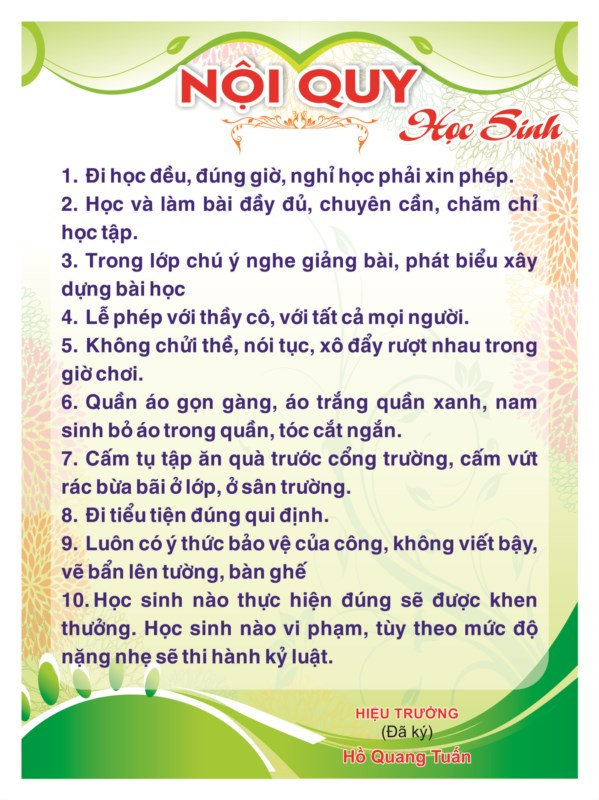 NỘI QUY
Học Sinh
1. Đi học đều, đúng giờ, nghỉ học phải xin phép.
2. Học và làm bài đầy đủ, chuyên cần, chăm chỉ
học tập.
3. Trong lớp chú ý nghe giảng bài, phát biểu xây
dựng bài học
4. Lễ phép với thầy cô, với tất cả mọi người.
5. Không chửi thề, nói tục, xô đẩy rượt nhau trong
giờ chơi.
6. Quần áo gọn gàng, áo trắng quần xanh, nam
sinh bỏ áo trong quần, tóc cắt ngắn.
7. Cấm tụ tập ăn quà trước cổng trường, cấm vứt
rác bừa bãi ở lớp, ở sân trường.
8. Đi tiểu tiện đúng qui định.
9. Luôn có ý thức bảo vệ của công, không viết bậy,
vẽ bẩn lên tường, bàn ghế
10. Học sinh nào thực hiện đúng sẽ được khen
thưởng. Học sinh nào vi phạm, tùy theo mức độ
nặng nhẹ sẽ thi hành kỷ luật.
HIỆU TRƯỞNG
(Đã ký)
Hồ Quang Tuấn